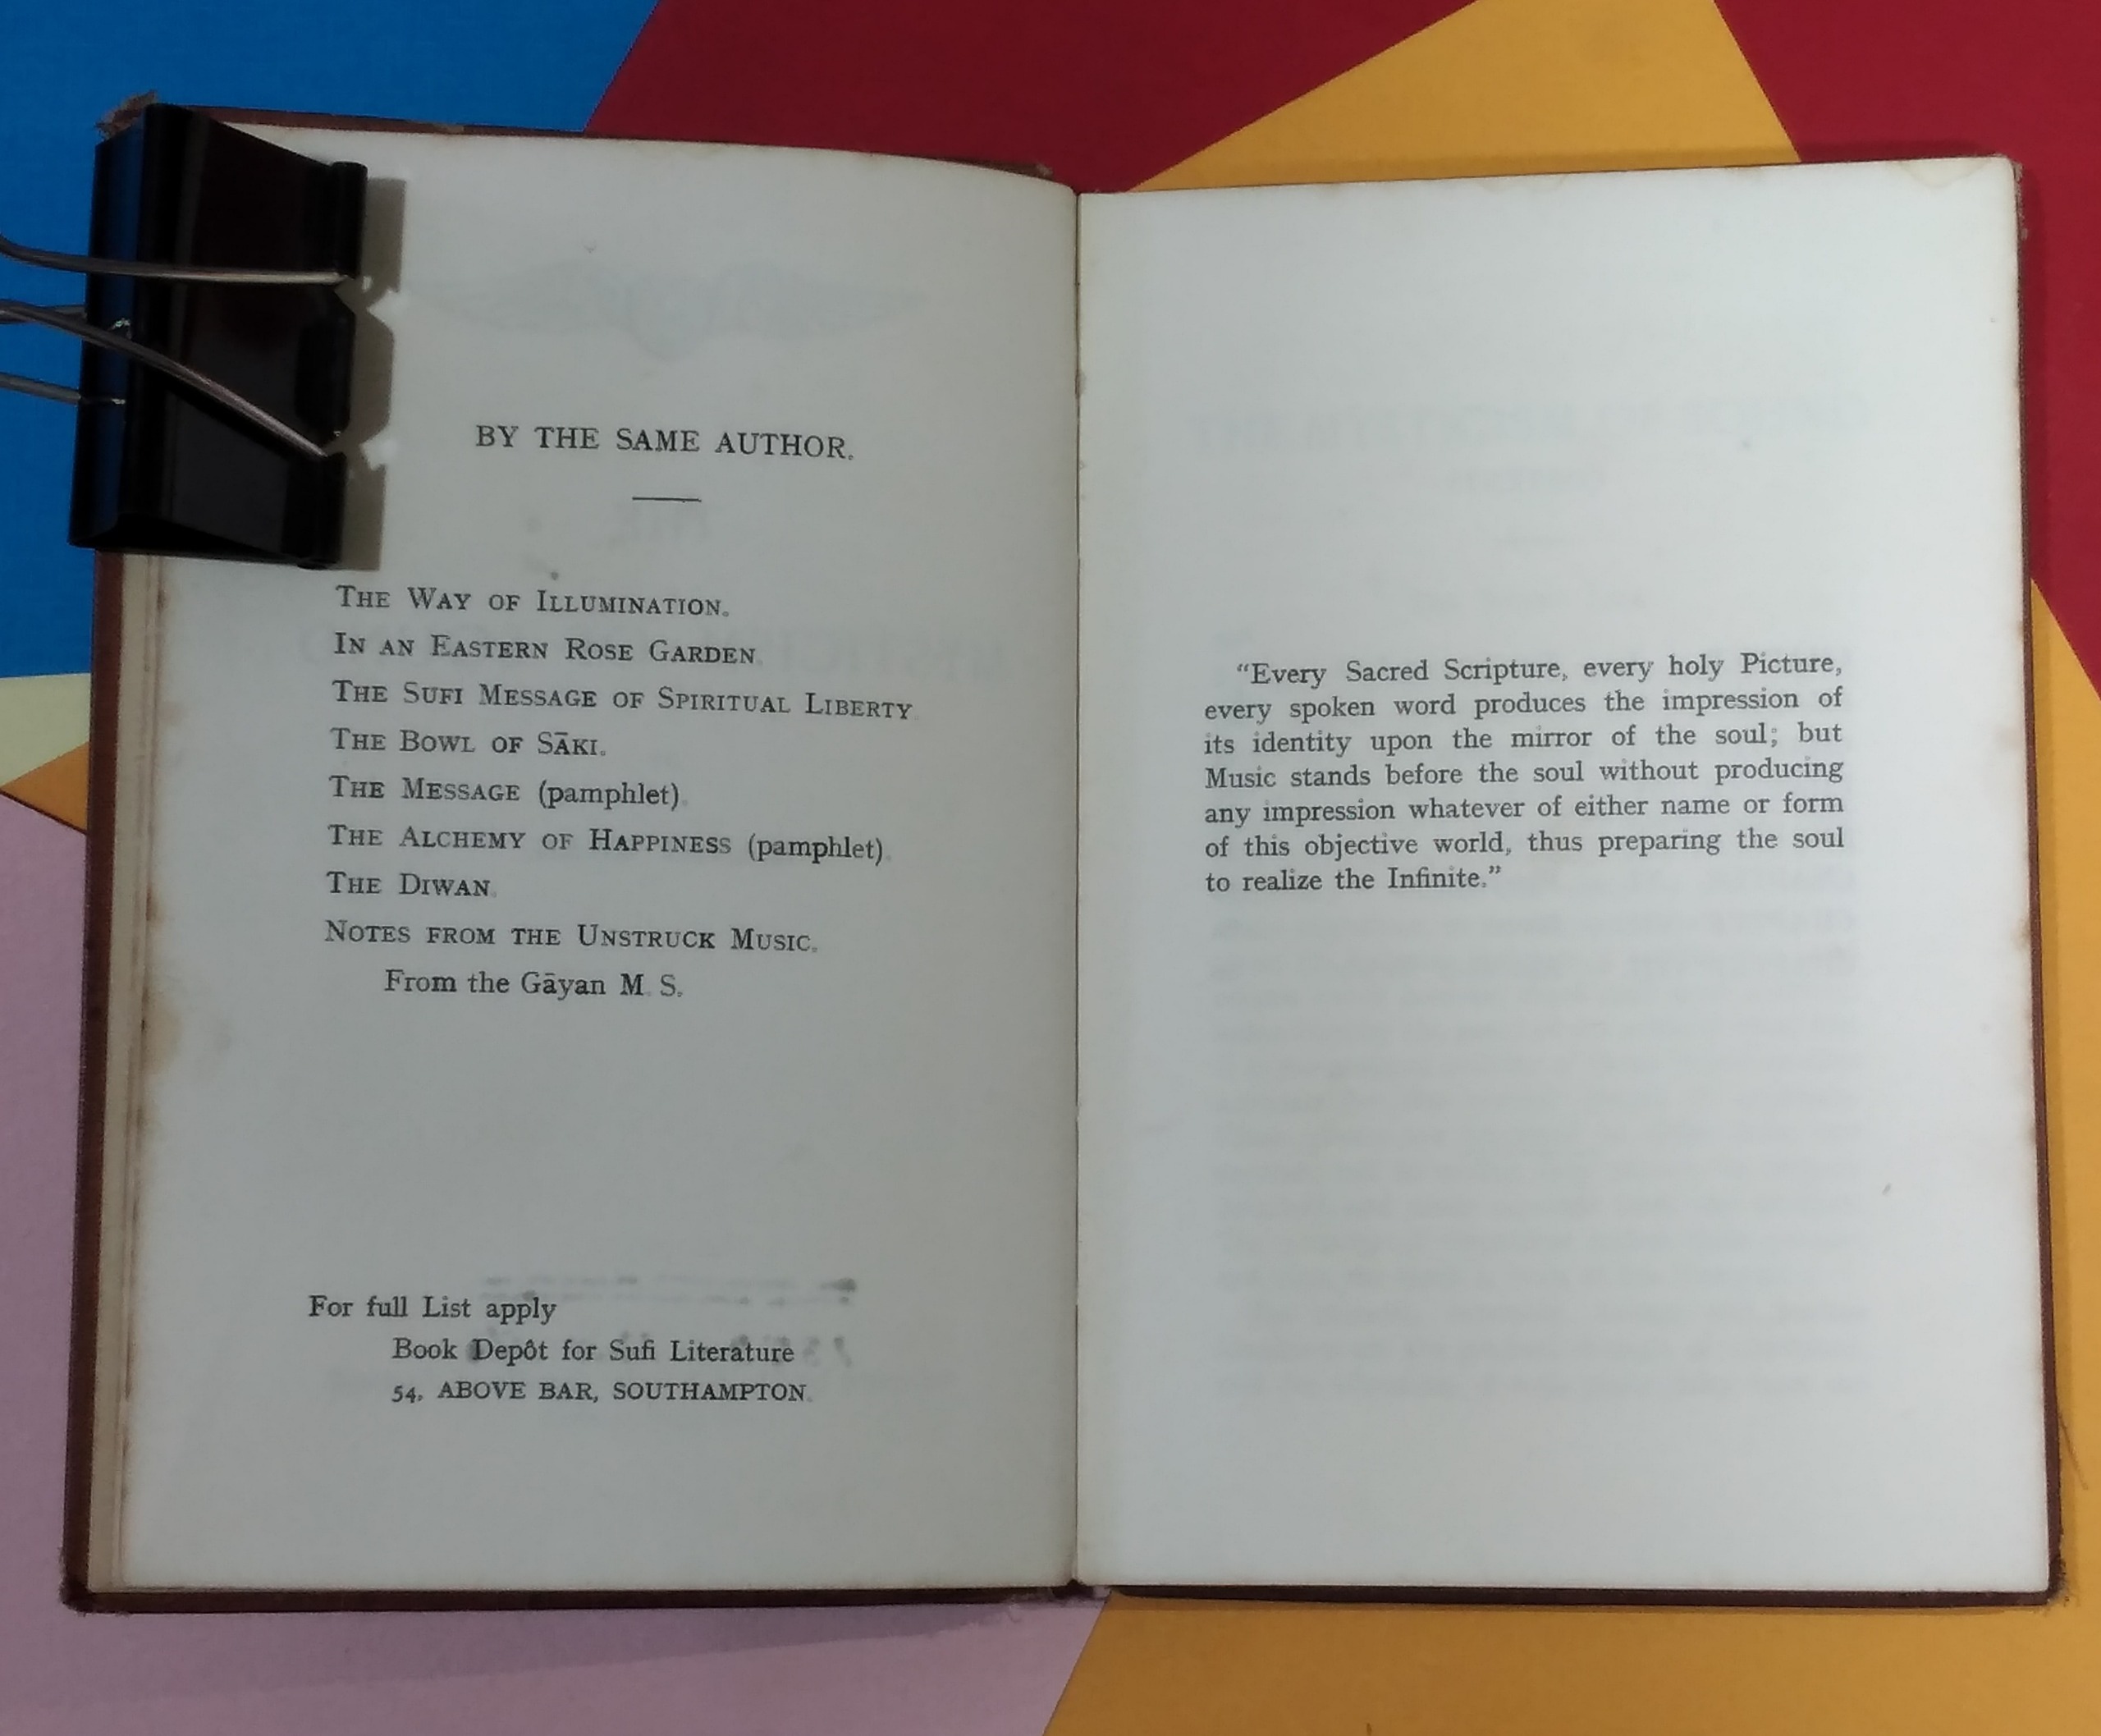 BY THE SAME AUTHOR.
THE WAY OF ILLUMINATION.
IN AN EASTERN ROSE GARDEN.
THE SUFI MESSAGE OF SPIRITUAL LIBERTY
THE BOWL OF SĀKI.
THE MESSAGE (pamphlet).
THE ALCHEMY OF HAPPINESS (pamphlet).
THE DIWAN.
NOTES FROM THE UNSTRUCK MUSIC.
From the Gāyan M. S.
For full List apply
Book Depôt for Sufi Literature
54, ABOVE BAR, SOUTHAMPTON.
“Every Sacred Scripture, every holy Picture,
every spoken word produces the impression of
its identity upon the mirror of the soul; but
Music stands before the soul without producing
any impression whatever of either name or form
of this objective world, thus preparing the soul
to realize the Infinite.”